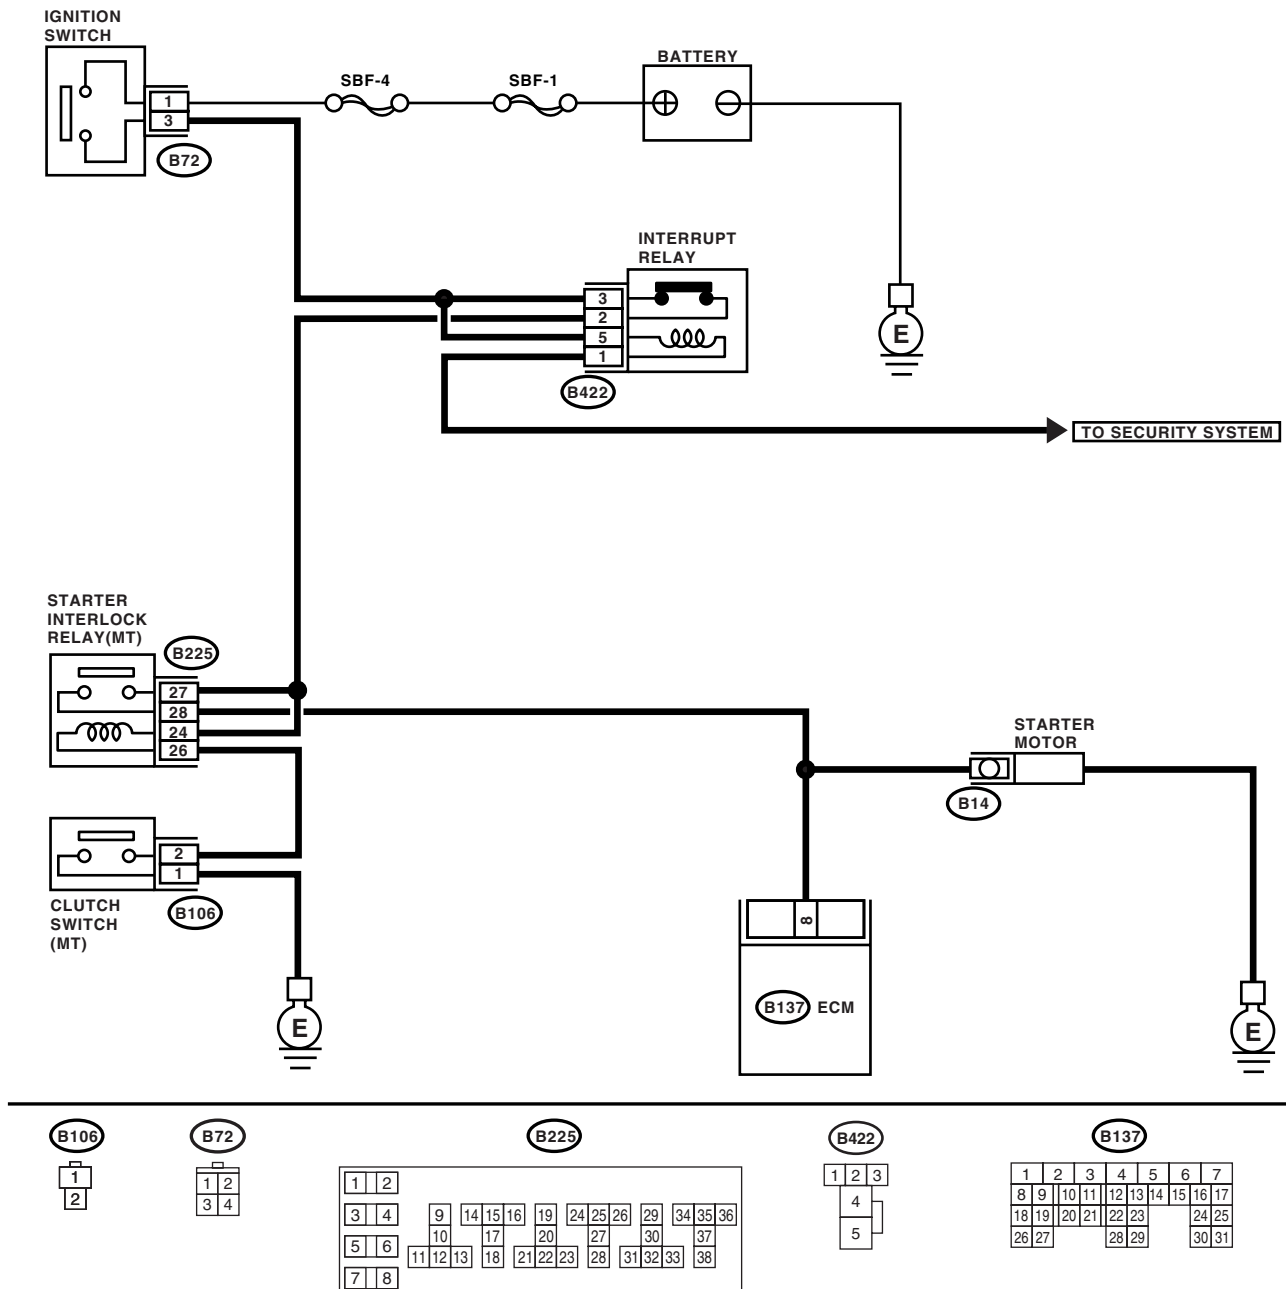 IGNITION
SWITCH
SBF-4
SBF-1
BATTERY
1
3
B72
INTERRUPT
RELAY
3
2
5
1
B422
E
TO SECURITY SYSTEM
STARTER
INTERLOCK
RELAY(MT)
B225
27
28
24
26
STARTER
MOTOR
B14
2
1
CLUTCH
SWITCH
(MT)
B106
8
B137 ECM
E
E
B106
1
2
B72
1 2
3 4
B225
1 2
3 4 9 14 15 16 19 24 25 26 29 34 35 36
10 17 20 27 30 37
5 6 11 12 13 18 21 22 23 28 31 32 33 38
7 8
B422
1 2 3
4
5
B137
1 2 3 4 5 6 7
8 9 10 11 12 13 14 15 16 17
18 19 20 21 22 23 24 25
26 27 28 29 30 31